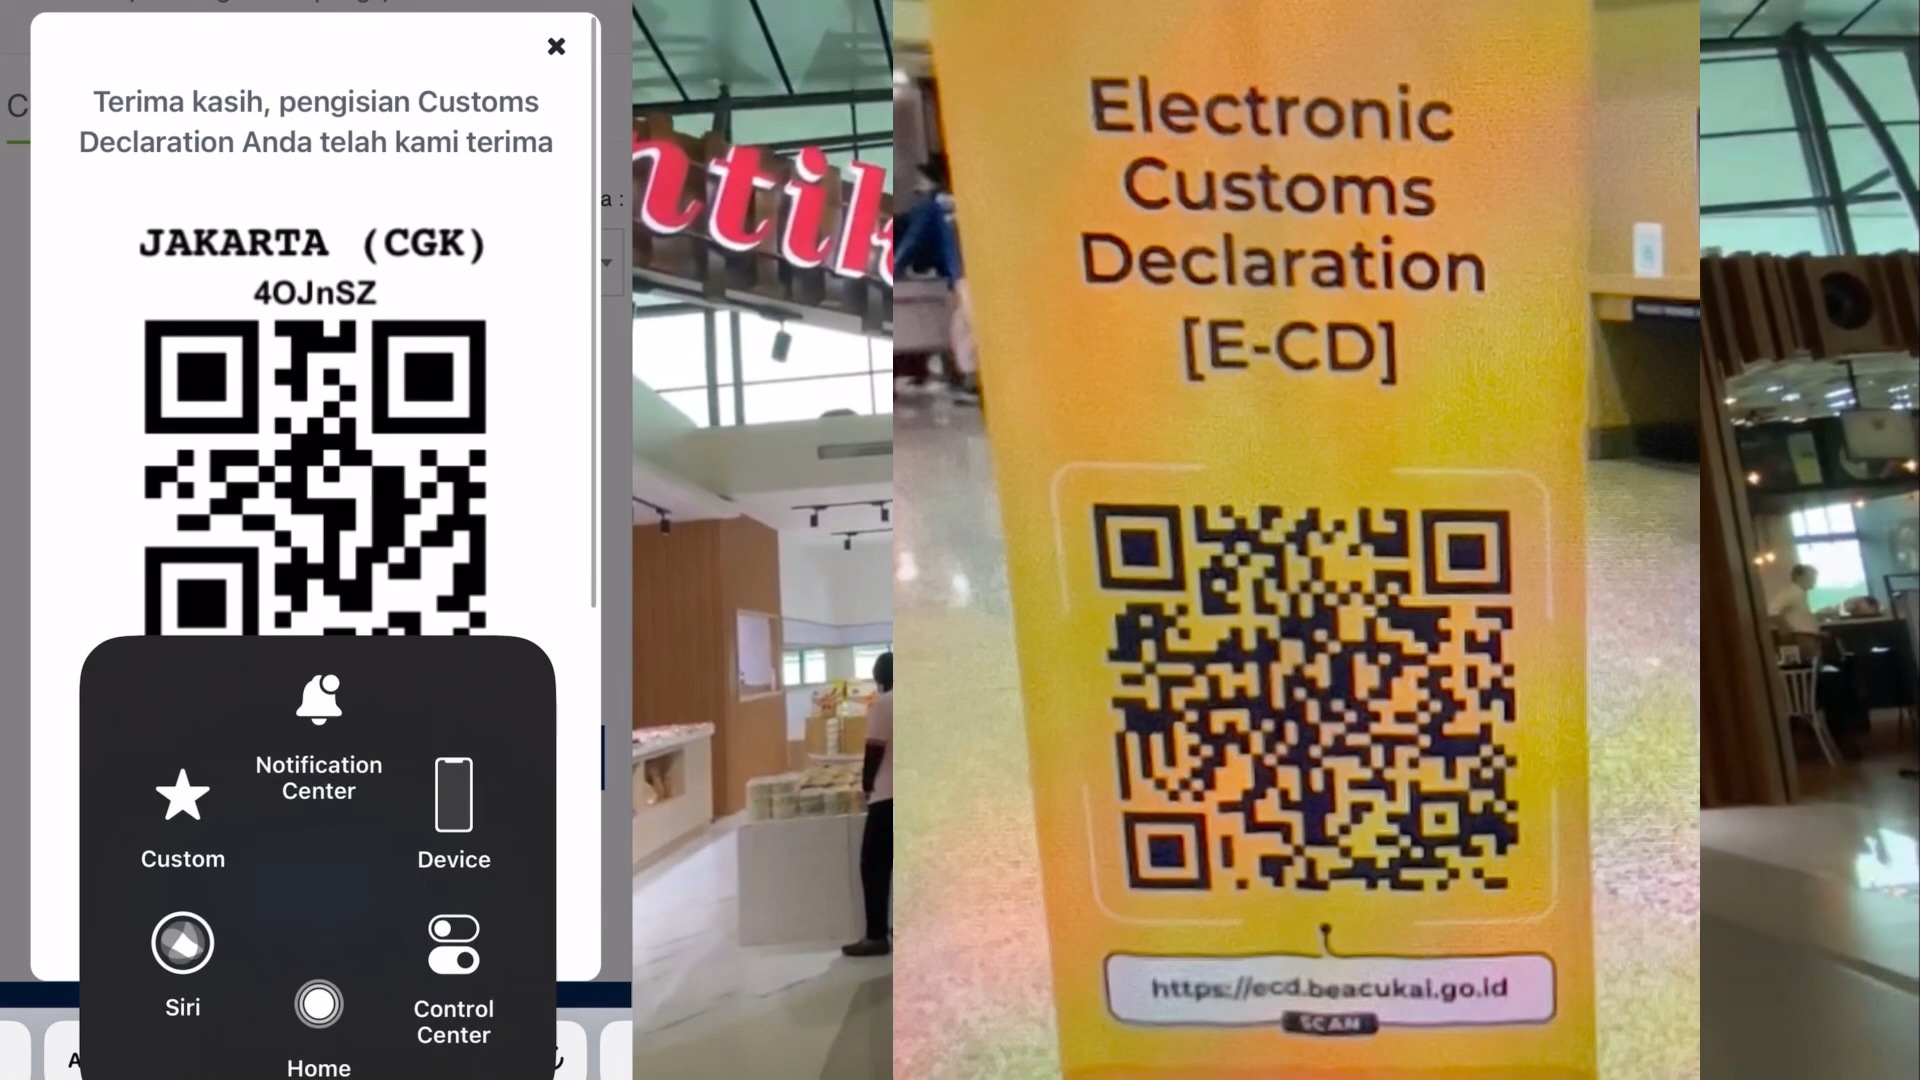 Terima kasih, pengisian Customs
Declaration Anda telah kami terima
JAKARTA (CGK)
4OJnSZ
Notification
Center
Custom
Device
Siri
Control
Center
Home
C
a :
A
ntik
Electronic
Customs
Declaration
[E-CD]
https://ecd.beacukai.go.id
SCAN